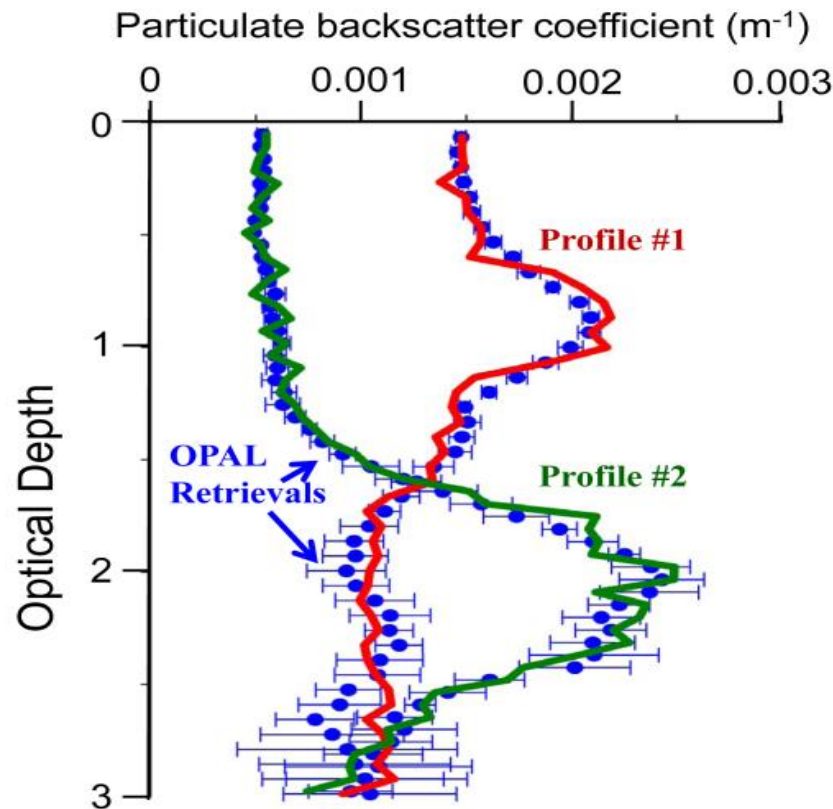 Particulate backscatter coefficient (m⁻¹)
0 0.001 0.002 0.003
0
Profile #1
1
OPAL
Retrievals
Profile #2
Optical Depth
2
3